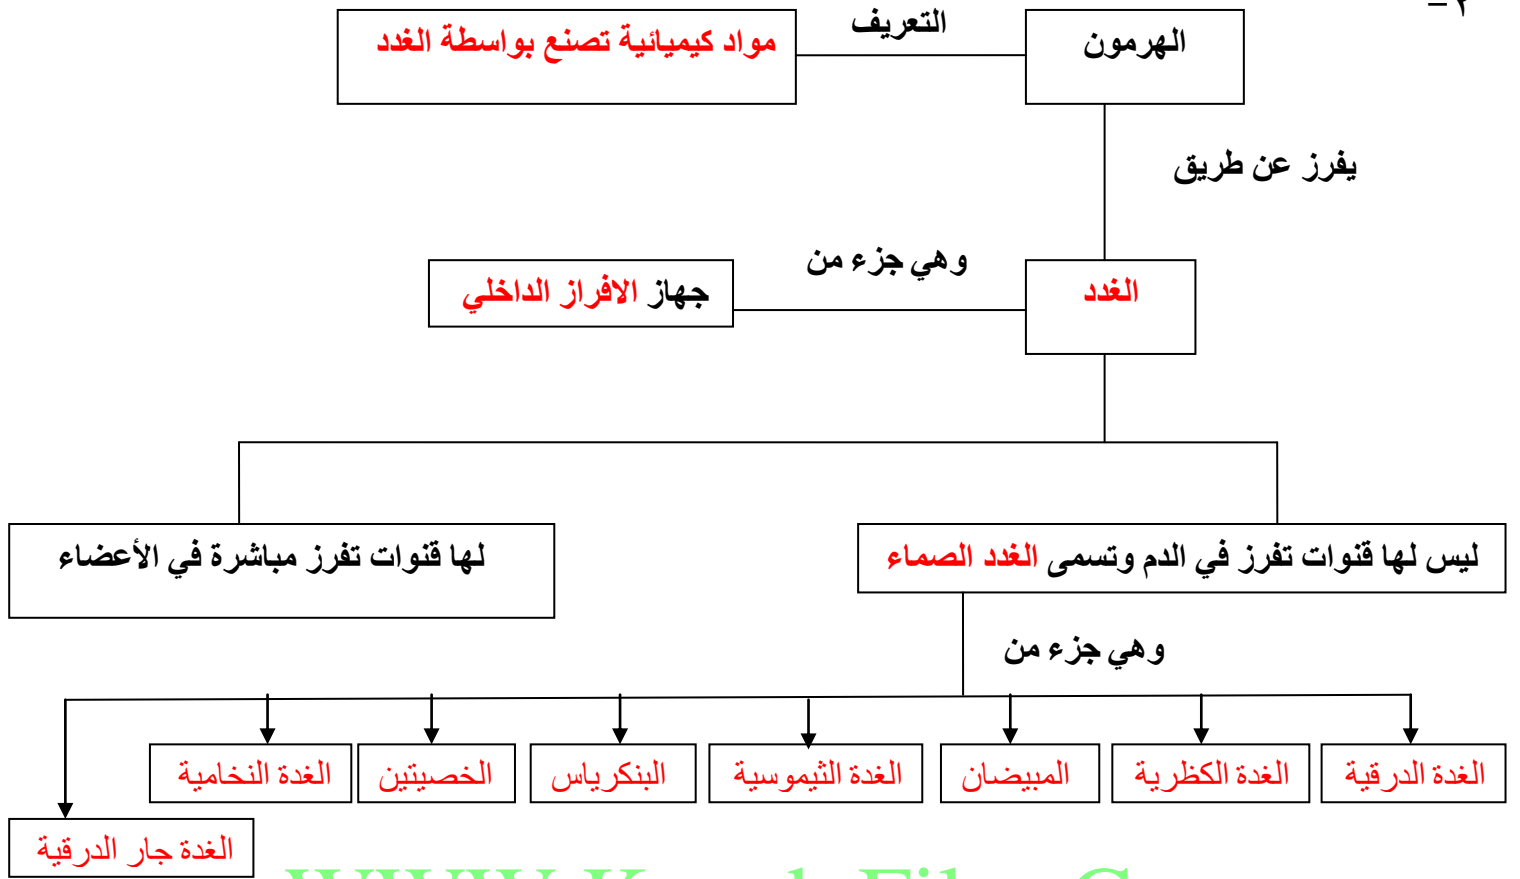 ٢ –
الهرمون
التعريف
مواد كيميائية تصنع بواسطة الغدد
يفرز عن طريق
الغدد
وهي جزء من
جهاز الافراز الداخلي
ليس لها قنوات تفرز في الدم وتسمى الغدد الصماء
لها قنوات تفرز مباشرة في الأعضاء
وهي جزء من
الغدة الدرقية
الغدة الكظرية
المبيضان
الغدة الثيموسية
البنكرياس
الخصيتين
الغدة النخامية
الغدة جار الدرقية